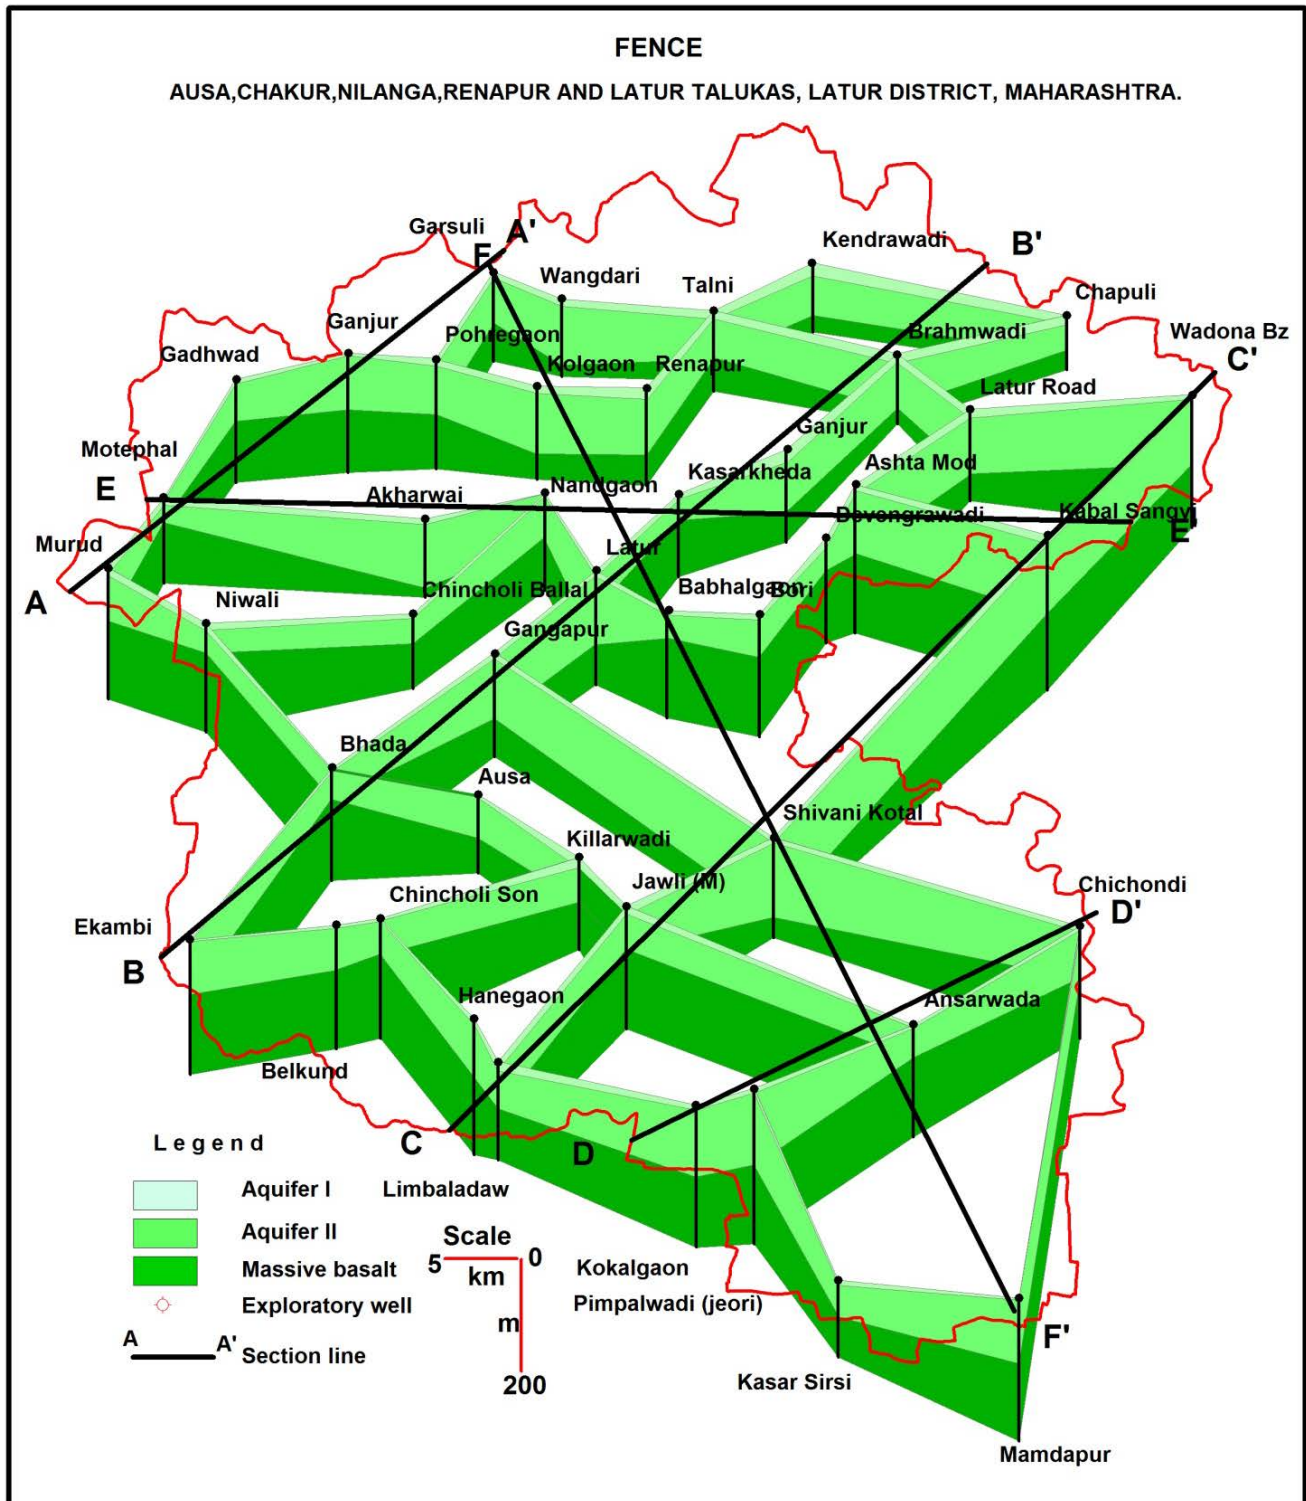 FENCE
AUSA,CHAKUR,NILANGA,RENAPUR AND LATUR TALUKAS, LATUR DISTRICT, MAHARASHTRA.
Garsuli
A'
F
Kendrawadi
B'
Wangdari
Talni
Chapuli
Ganjur
Pohregaon
Brahmwadi
Wadona Bz
Gadhwad
Kolgaon
Renapur
C'
Latur Road
Motephal
Ganjur
Ashta Mod
Kasarkheda
E
Akharwai
Nandgaon
Devengrawadi
Kabal Sangvi
E'
Murud
Latur
A
Niwali
Chincholi Ballal
Babhalgaon
Bori
Gangapur
Bhada
Ausa
Shivani Kotal
Killarwadi
Jawli (M)
Chichondi
Chincholi Son
D'
Ekambi
B
Hanegaon
Ansarwada
Belkund
C
D
Legend
Aquifer I
Limbaladaw
Aquifer II
Scale
5
0
km
Massive basalt
Kokalgaon
Exploratory well
Pimpalwadi (jeori)
m
A
A'
Section line
F'
200
Kasar Sirsi
Mamdapur